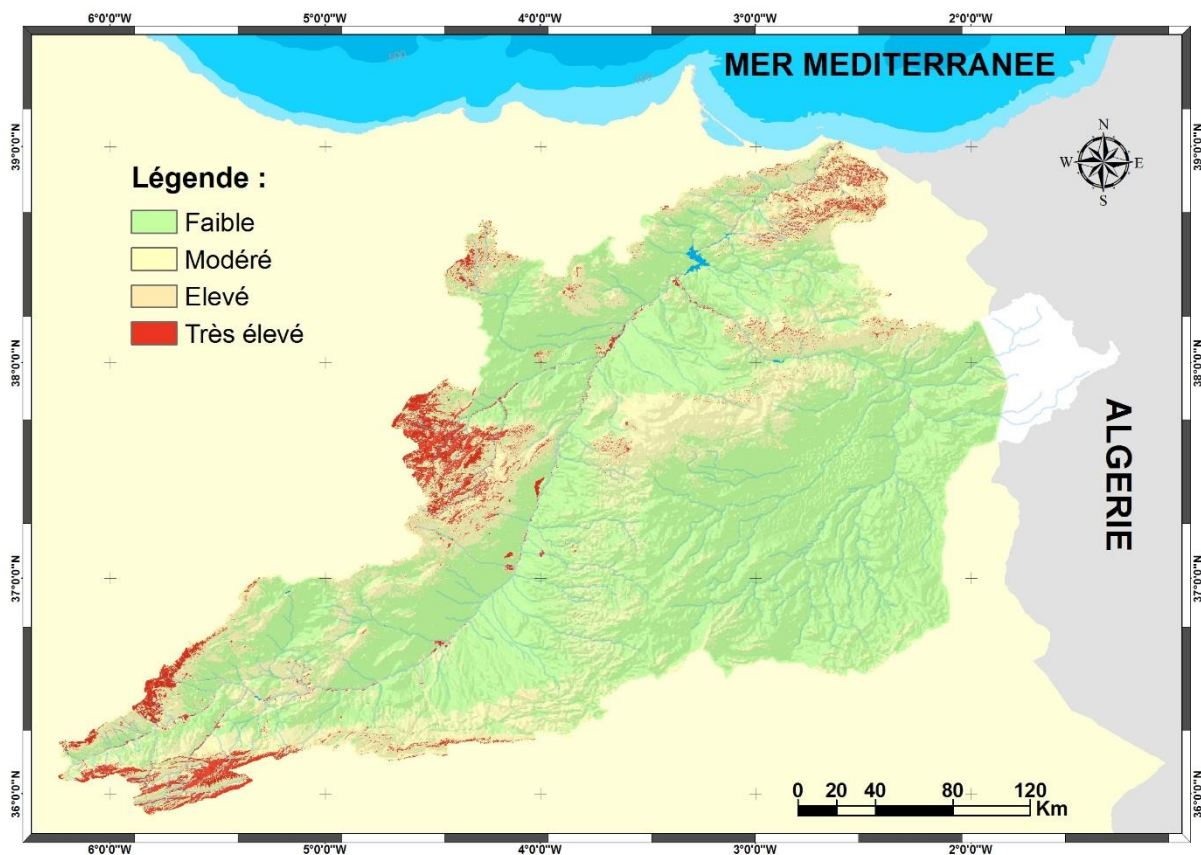 6°0'0"W 5°0'0"W 4°0'0"W 3°0'0"W 2°0'0"W
MER MEDITERRANEE
39°0'0"N 39°0'0"N
N
W E
S
Légende :
Faible
Modéré
Elevé
Très élevé
38°0'0"N 38°0'0"N
ALGERIE
37°0'0"N 37°0'0"N
36°0'0"N 36°0'0"N
0 20 40 80 120
Km
6°0'0"W 5°0'0"W 4°0'0"W 3°0'0"W 2°0'0"W